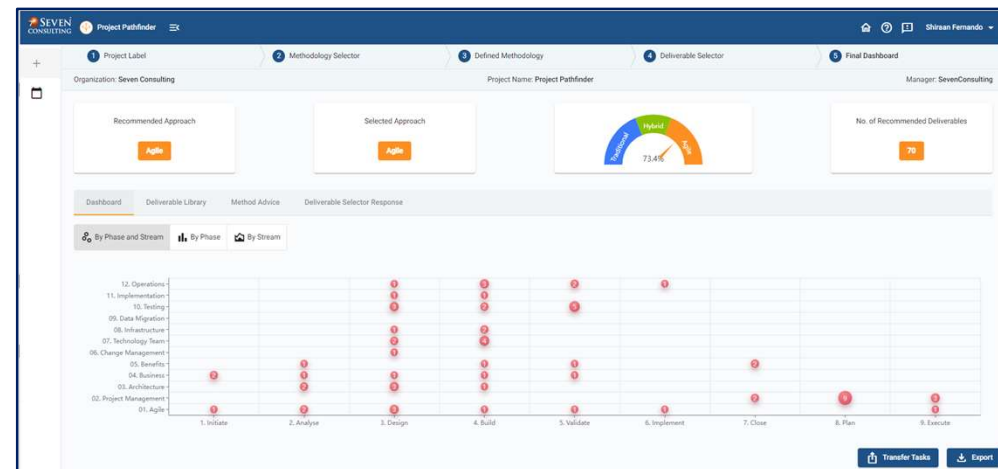 SEVEN
CONSULTING
Project Pathfinder
Shiraan Fernando
1 Project Label
2 Methodology Selector
3 Defined Methodology
4 Deliverable Selector
5 Final Dashboard
Organization: Seven Consulting
Project Name: Project Pathfinder
Manager: SevenConsulting
Recommended Approach
Agile
Selected Approach
Agile
Traditional
Hybrid
Agile
73.4%
No. of Recommended Deliverables
70
Dashboard
Deliverable Library
Method Advice
Deliverable Selector Response
By Phase and Stream
By Phase
By Stream
12. Operations
11. Implementation
10. Testing
09. Data Migration
08. Infrastructure
07. Technology Team
06. Change Management
05. Benefits
04. Business
03. Architecture
02. Project Management
01. Agile
1. Initiate
2. Analyse
3. Design
4. Build
5. Validate
6. Implement
7. Close
8. Plan
9. Execute
Transfer Tasks
Export